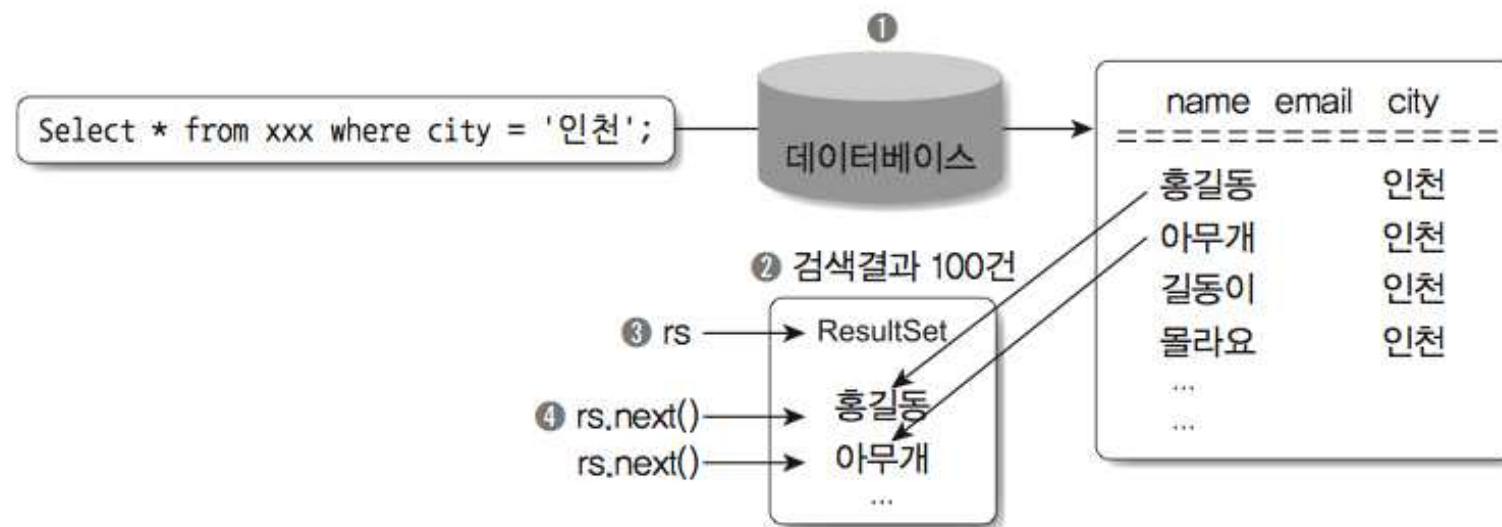 ❶
Select * from xxx where city = '인천';
데이터베이스
name email city
==================
홍길동 인천
아무개 인천
길동이 인천
몰라요 인천
...
...
❷ 검색결과 100건
❸ rs
ResultSet
❹ rs.next()
홍길동
rs.next()
아무개
...